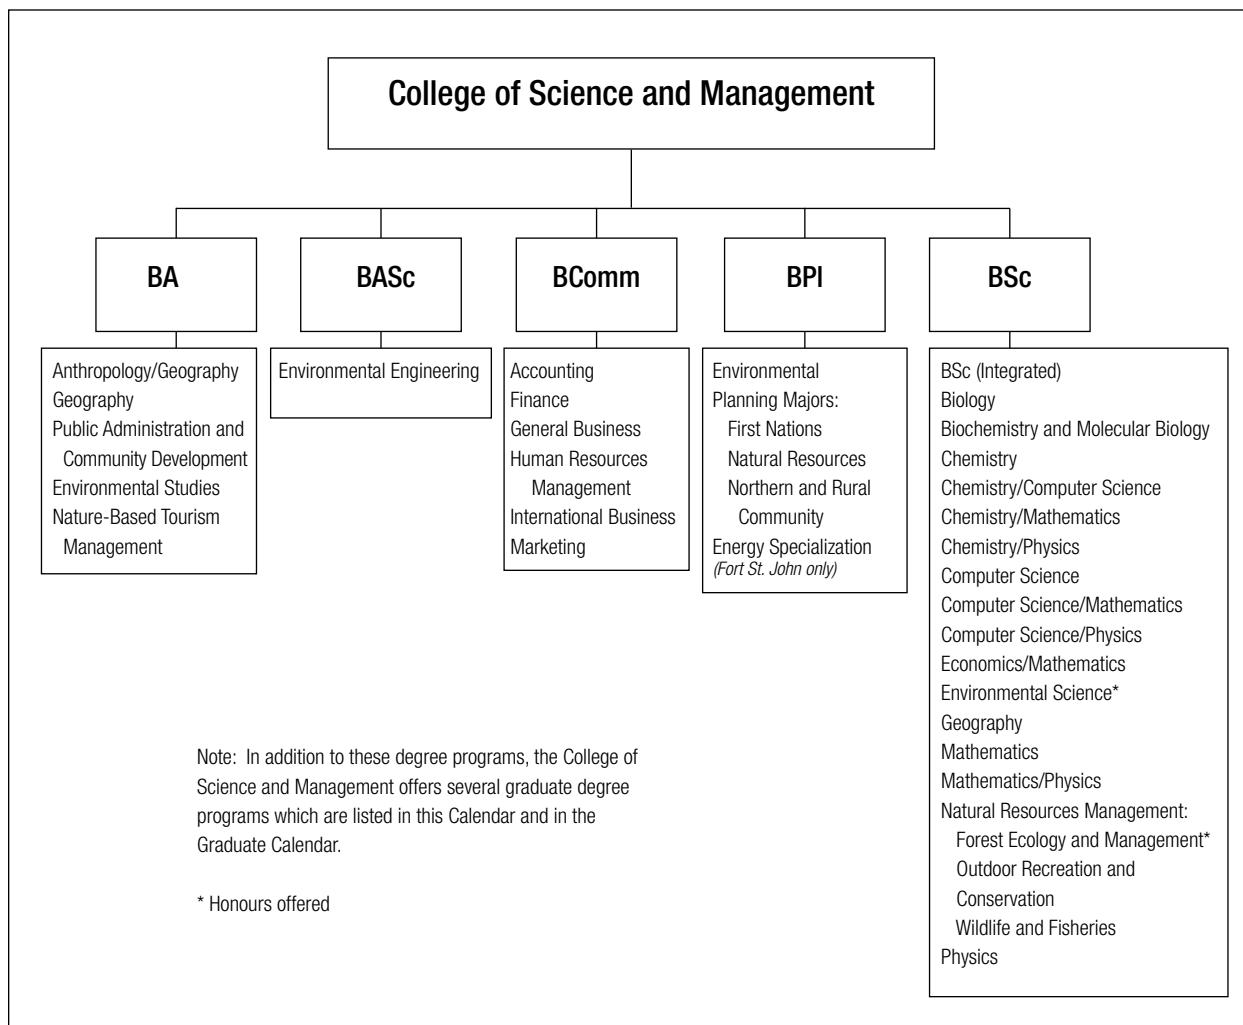 College of Science and Management
BA
BASc
BComm
BPl
BSc
Anthropology/Geography
Geography
Public Administration and
Community Development
Environmental Studies
Nature-Based Tourism
Management
Environmental Engineering
Accounting
Finance
General Business
Human Resources
Management
International Business
Marketing
Environmental
Planning Majors:
First Nations
Natural Resources
Northern and Rural
Community
Energy Specialization
(Fort St. John only)
BSc (Integrated)
Biology
Biochemistry and Molecular Biology
Chemistry
Chemistry/Computer Science
Chemistry/Mathematics
Chemistry/Physics
Computer Science
Computer Science/Mathematics
Computer Science/Physics
Economics/Mathematics
Environmental Science*
Geography
Mathematics
Mathematics/Physics
Natural Resources Management:
Forest Ecology and Management*
Outdoor Recreation and
Conservation
Wildlife and Fisheries
Physics
Note:  In addition to these degree programs, the College of
Science and Management offers several graduate degree
programs which are listed in this Calendar and in the
Graduate Calendar.
* Honours offered